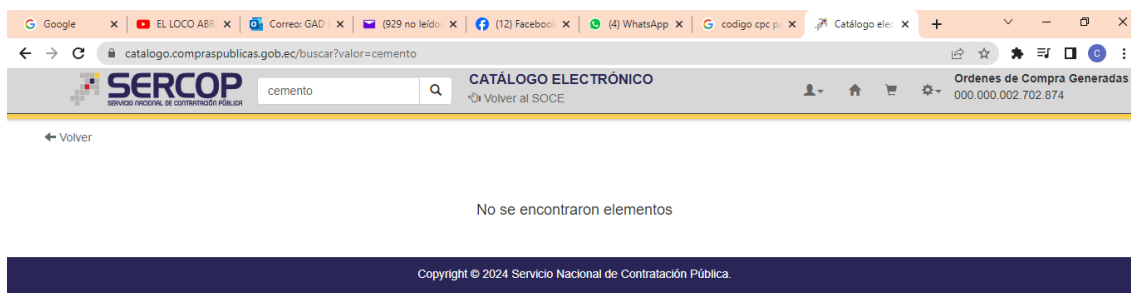 Google
EL LOCO ABR
Correo: GAD
(929 no leído
(12) Facebook
(4) WhatsApp
codigo cpc pa
Catálogo elec
catalogo.compraspublicas.gob.ec/buscar?valor=cemento
SERCOP
SERVICIO NACIONAL DE CONTRATACIÓN PÚBLICA
cemento
CATÁLOGO ELECTRÓNICO
Volver al SOCE
Ordenes de Compra Generadas
000.000.002.702.874
Volver
No se encontraron elementos
Copyright © 2024 Servicio Nacional de Contratación Pública.